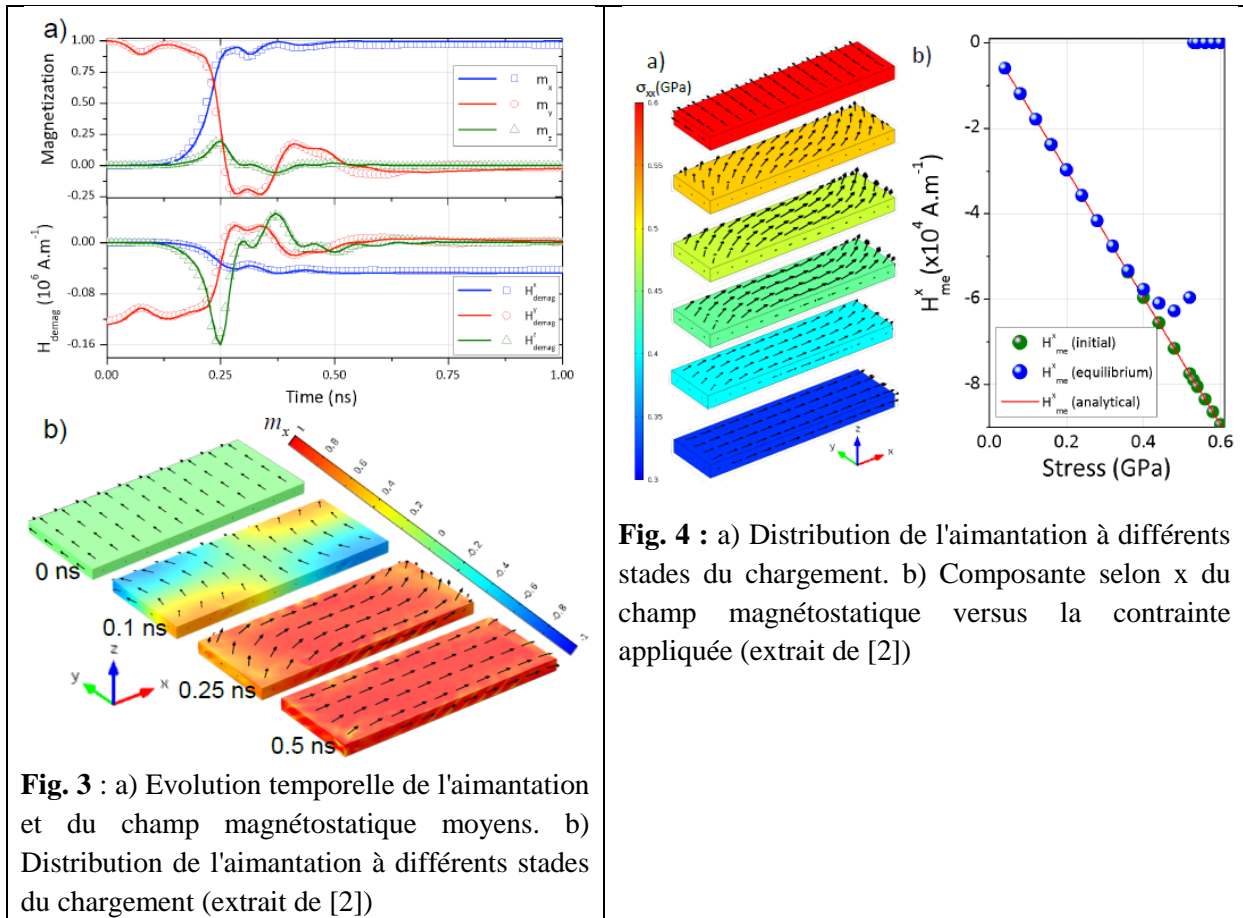 a)
1.00
0.75
0.50
0.25
0.00
-0.25
Magnetization
m_x
m_y
m_z
0.00
-0.08
-0.16
H_demag (10^6 A.m^-1)
H^x_demag
H^y_demag
H^z_demag
0.00 0.25 0.50 0.75 1.00
Time (ns)
b)
m_x
1
0.8
0.6
0.4
0.2
0
-0.2
-0.4
-0.6
-0.8
-1
0 ns
0.1 ns
0.25 ns
0.5 ns
z
y
x
Fig. 3 : a) Evolution temporelle de l'aimantation
et du champ magnétostatique moyens. b)
Distribution de l'aimantation à différents stades
du chargement (extrait de [2])
a)
σ_xx(GPa)
0.6
0.55
0.5
0.45
0.4
0.35
0.3
z
y
x
b)
0
-2
-4
-6
-8
H^x_me (x10^4 A.m^-1)
H^x_me (initial)
H^x_me (equilibrium)
H^x_me (analytical)
0.0 0.2 0.4 0.6
Stress (GPa)
Fig. 4 : a) Distribution de l'aimantation à différents
stades du chargement. b) Composante selon x du
champ magnétostatique versus la contrainte
appliquée (extrait de [2])